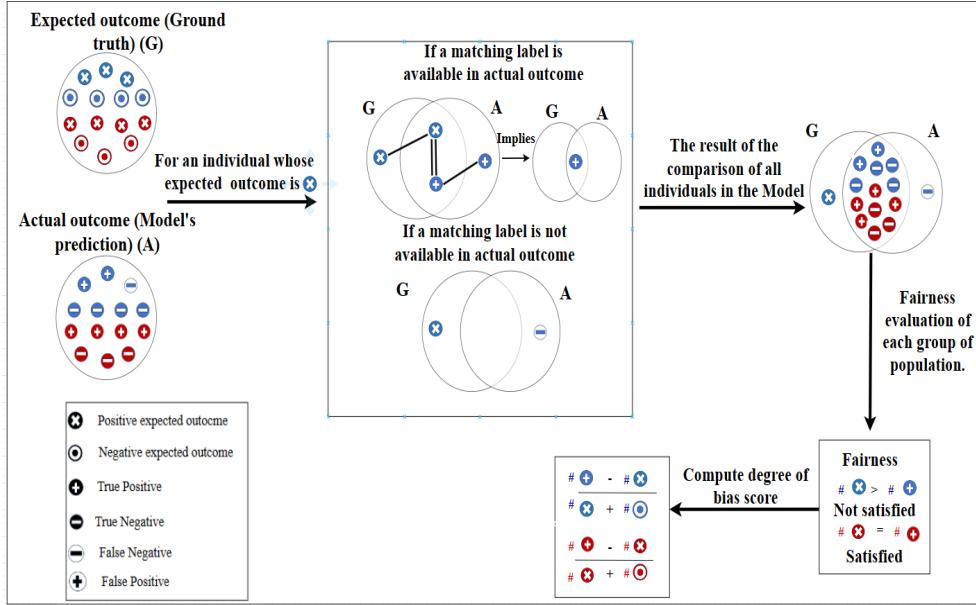 Expected outcome (Ground
truth) (G)
For an individual whose
expected outcome is
Actual outcome (Model's
prediction) (A)
If a matching label is
available in actual outcome
G
A
Implies
G
A
If a matching label is not
available in actual outcome
G
A
The result of the
comparison of all
individuals in the Model
G
A
Fairness
evaluation of
each group of
population.
Positive expected outocme
Negative expected outcome
True Positive
True Negative
False Negative
False Positive
Fairness
# > #
Not satisfied
# = #
Satisfied
Compute degree of
bias score
# - #
# + #
# - #
# + #